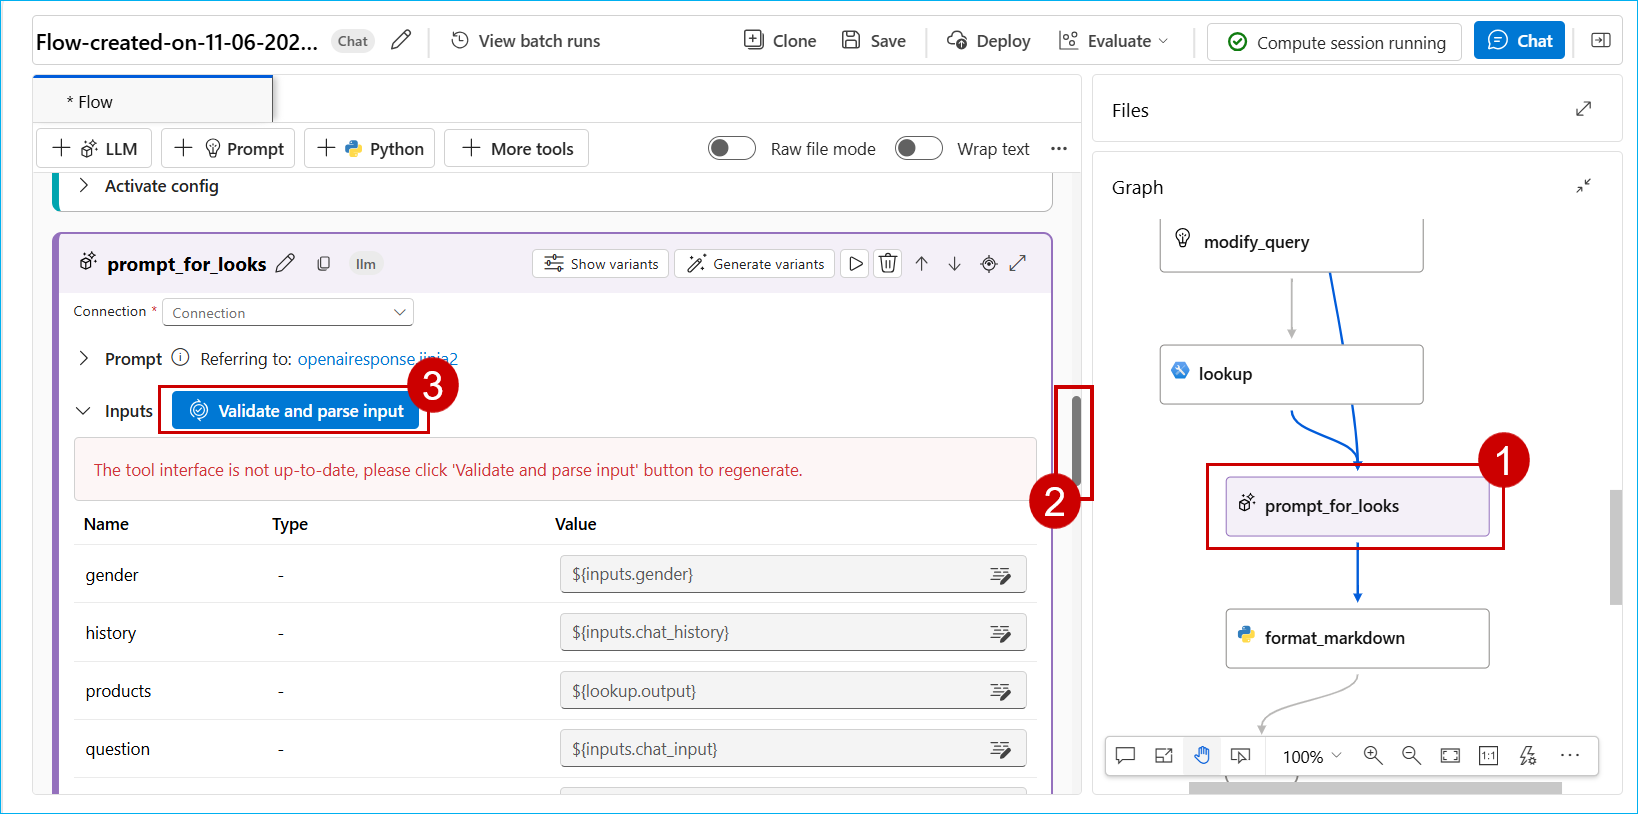 Flow-created-on-11-06-202... Chat View batch runs Clone Save Deploy Evaluate Compute session running Chat
* Flow
LLM Prompt Python More tools Raw file mode Wrap text ...
Activate config
prompt_for_looks llm Show variants Generate variants
Connection * Connection
Prompt Referring to: openairesponse.jinja2
3
Inputs Validate and parse input
The tool interface is not up-to-date, please click 'Validate and parse input' button to regenerate.
2
Name Type Value
gender - ${inputs.gender}
history - ${inputs.chat_history}
products - ${lookup.output}
question - ${inputs.chat_input}
Files
Graph
modify_query
lookup
1
prompt_for_looks
format_markdown
100% 1:1 ...